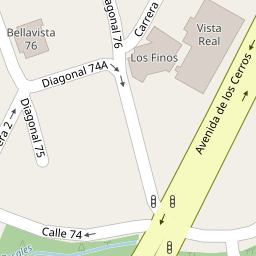 Diagonal 76
Carrera
Vista
Real
Bellavista
76
Los Finos
Diagonal 74A
Avenida de los Cerros
Diagonal 75
Calle 74